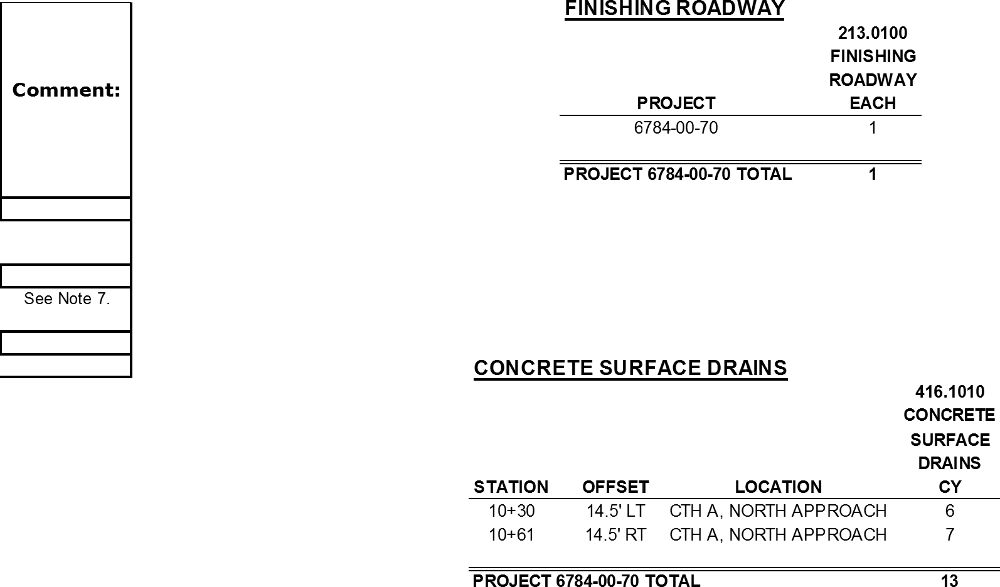 Comment:
See Note 7.
FINISHING ROADWAY
213.0100
FINISHING
ROADWAY
PROJECT EACH
6784-00-70 1
PROJECT 6784-00-70 TOTAL 1
CONCRETE SURFACE DRAINS
416.1010
CONCRETE
SURFACE
DRAINS
STATION OFFSET LOCATION CY
10+30 14.5' LT CTH A, NORTH APPROACH 6
10+61 14.5' RT CTH A, NORTH APPROACH 7
PROJECT 6784-00-70 TOTAL 13